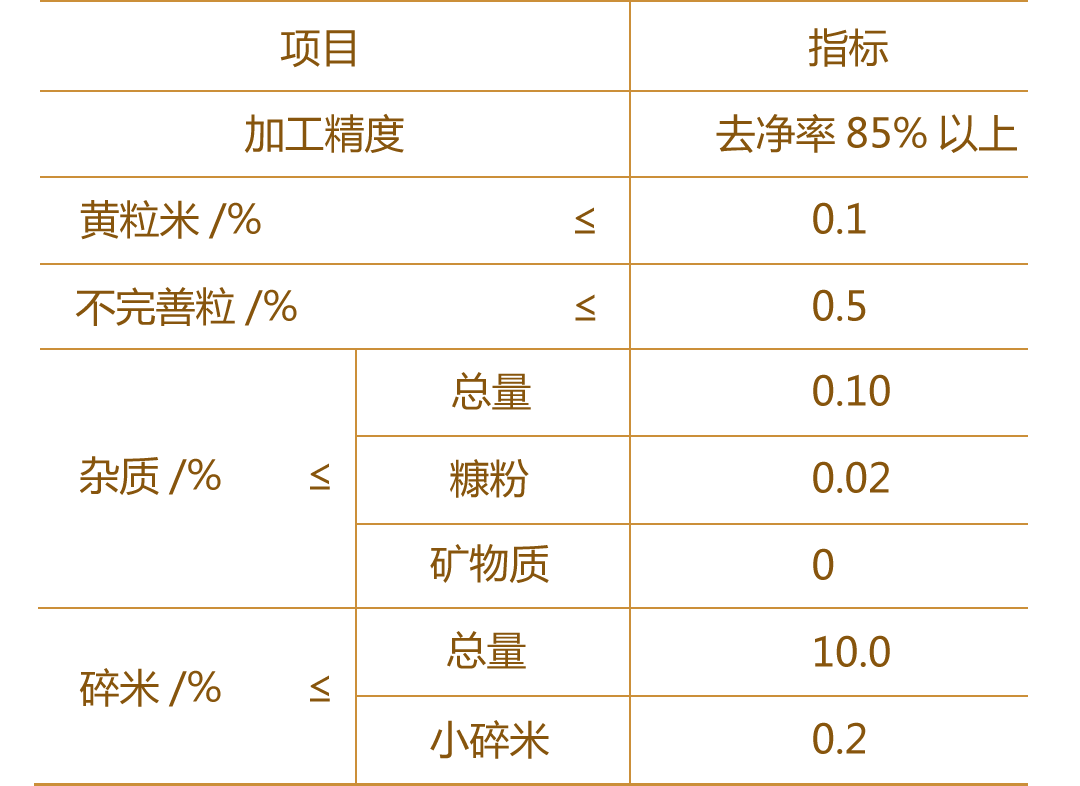 项目 指标
加工精度 去净率 85% 以上
黄粒米 /% ≤ 0.1
不完善粒 /% ≤ 0.5
杂质 /% ≤ 总量 0.10
糠粉 0.02
矿物质 0
碎米 /% ≤ 总量 10.0
小碎米 0.2